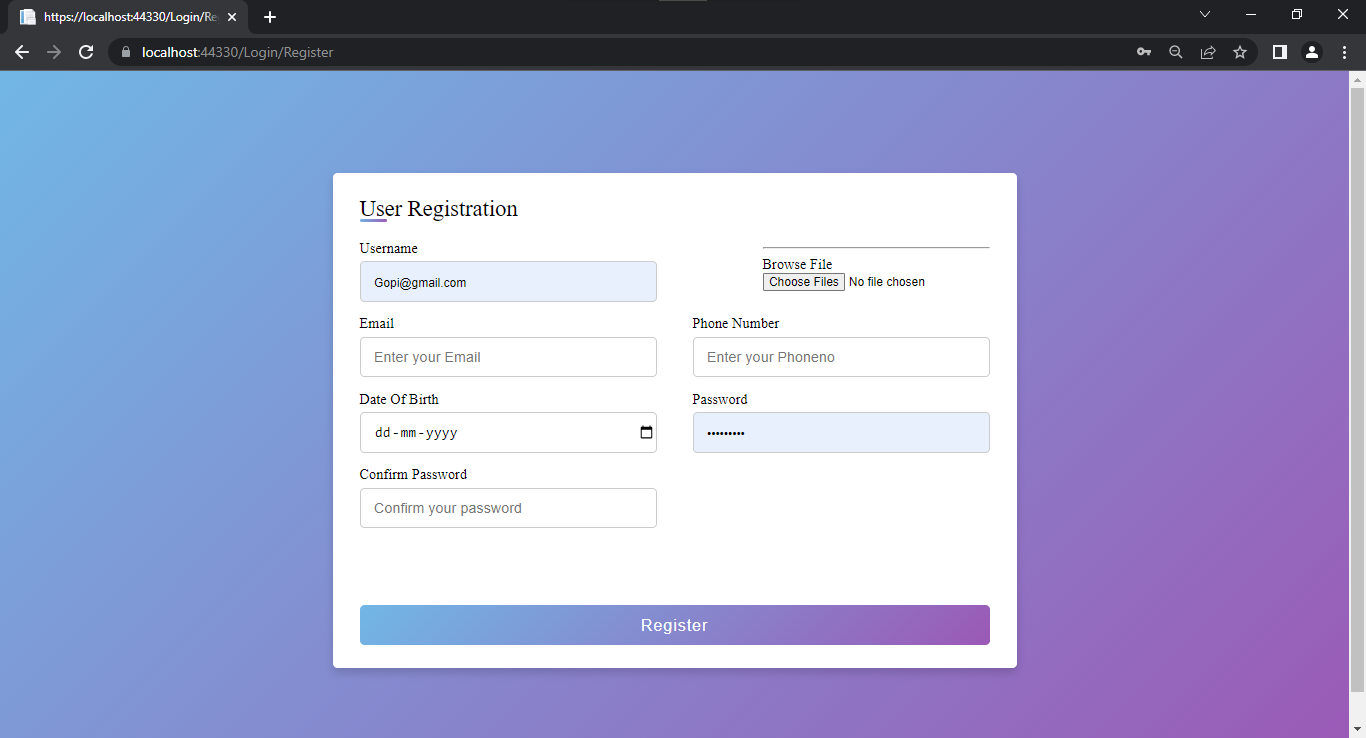 https://localhost:44330/Login/Re
localhost:44330/Login/Register
User Registration
Username
Gopi@gmail.com
Browse File
Choose Files No file chosen
Email
Enter your Email
Phone Number
Enter your Phoneno
Date Of Birth
dd-mm-yyyy
Password
•••••••••
Confirm Password
Confirm your password
Register